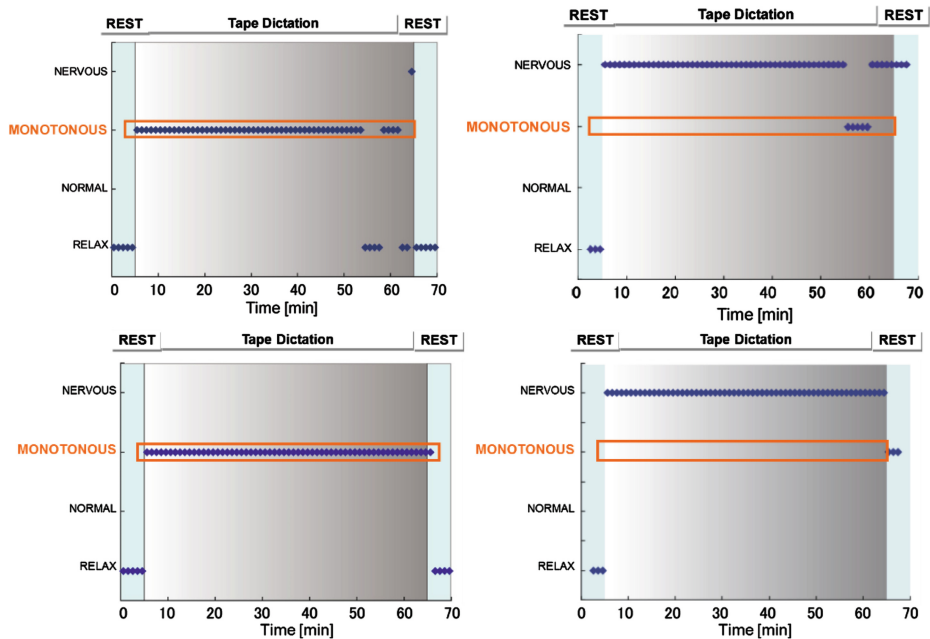 REST Tape Dictation REST
NERVOUS
MONOTONOUS
NORMAL
RELAX
0 10 20 30 40 50 60 70
Time [min]
REST Tape Dictation REST
NERVOUS
MONOTONOUS
NORMAL
RELAX
0 10 20 30 40 50 60 70
Time [min]
REST Tape Dictation REST
NERVOUS
MONOTONOUS
NORMAL
RELAX
0 10 20 30 40 50 60 70
Time [min]
REST Tape Dictation REST
NERVOUS
MONOTONOUS
NORMAL
RELAX
0 10 20 30 40 50 60 70
Time [min]